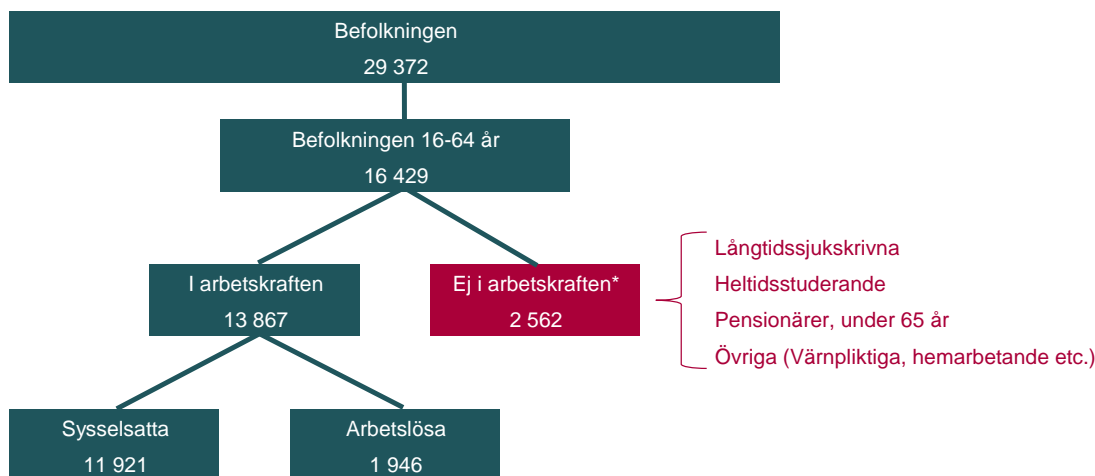 Befolkningen
29 372
Befolkningen 16-64 år
16 429
I arbetskraften
13 867
Ej i arbetskraften*
2 562
Långtidssjukskrivna
Heltidsstuderande
Pensionärer, under 65 år
Övriga (Värnpliktiga, hemarbetande etc.)
Sysselsatta
11 921
Arbetslösa
1 946